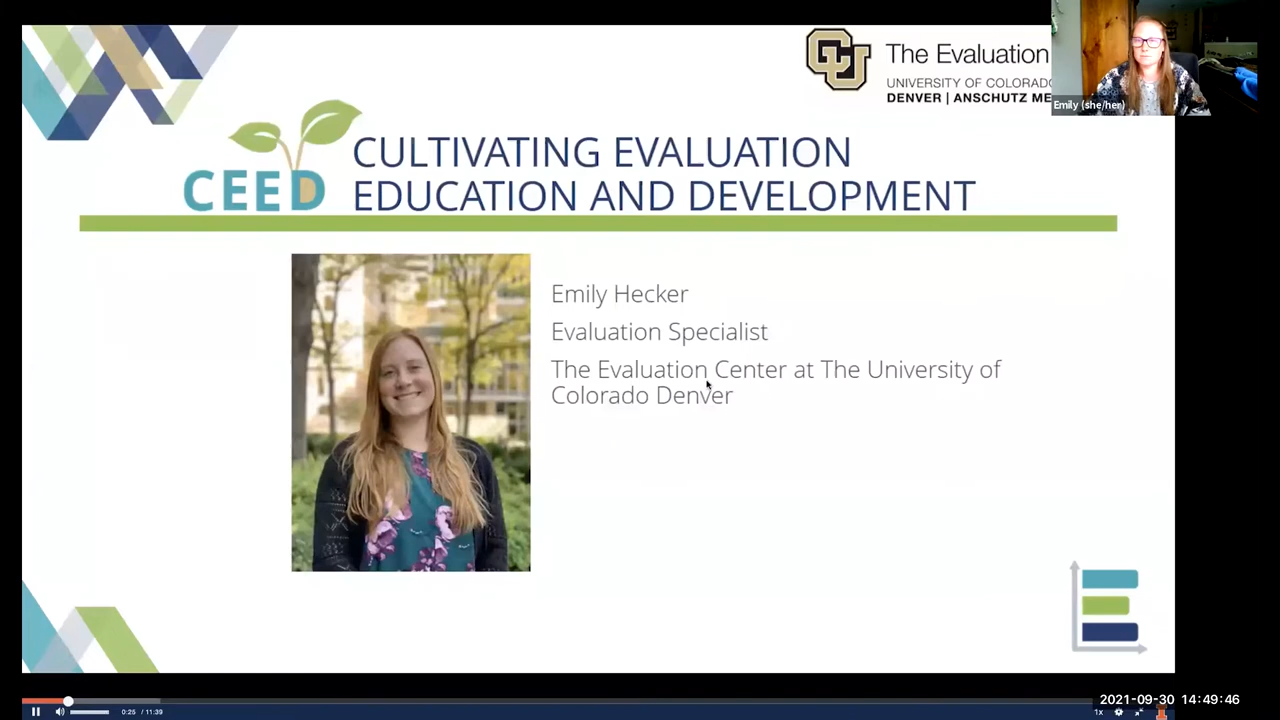 The Evaluation
UNIVERSITY OF COLORADO
DENVER | ANSCHUTZ ME
Emily (she/her)
CEED
CULTIVATING EVALUATION
EDUCATION AND DEVELOPMENT
Emily Hecker
Evaluation Specialist
The Evaluation Center at The University of
Colorado Denver
E
2021-09-30 14:49:46
0:25 / 11:39
1x